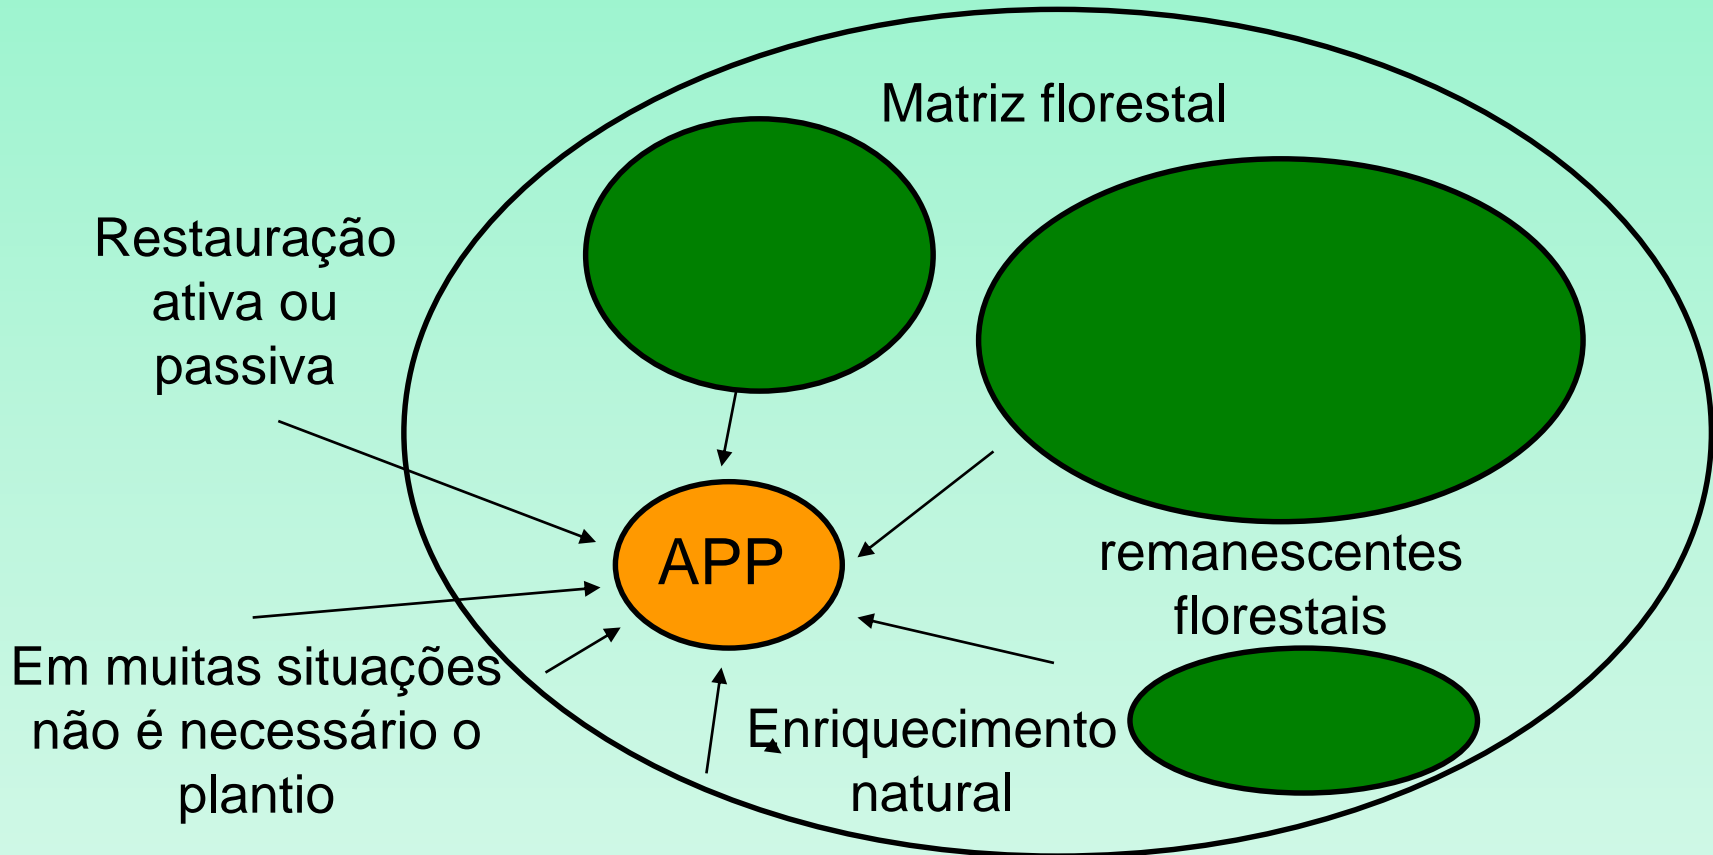 Matriz florestal
Restauração
ativa ou
passiva
APP
remanescentes
florestais
Em muitas situações
não é necessário o
plantio
Enriquecimento
natural